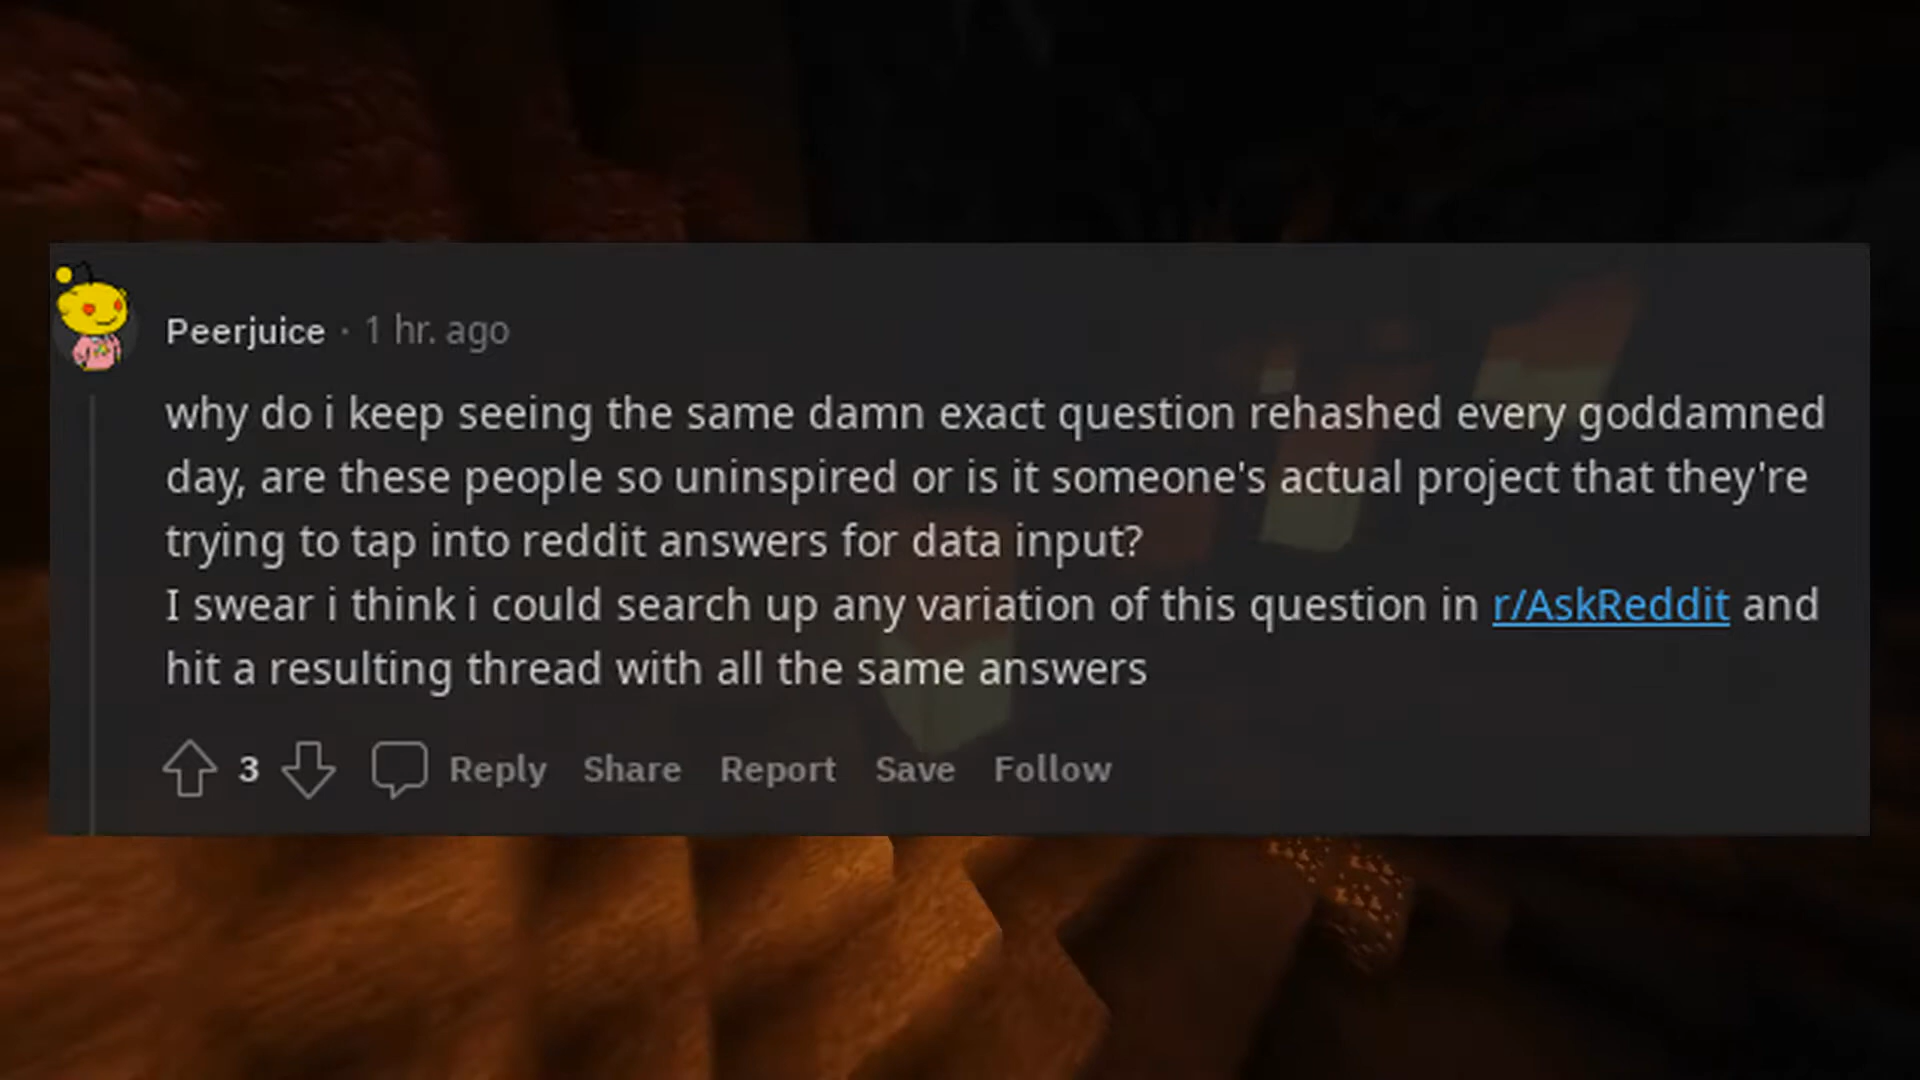 Peerjuice · 1 hr. ago
why do i keep seeing the same damn exact question rehashed every goddamned
day, are these people so uninspired or is it someone's actual project that they're
trying to tap into reddit answers for data input?
I swear i think i could search up any variation of this question in r/AskReddit and
hit a resulting thread with all the same answers
3 Reply Share Report Save Follow